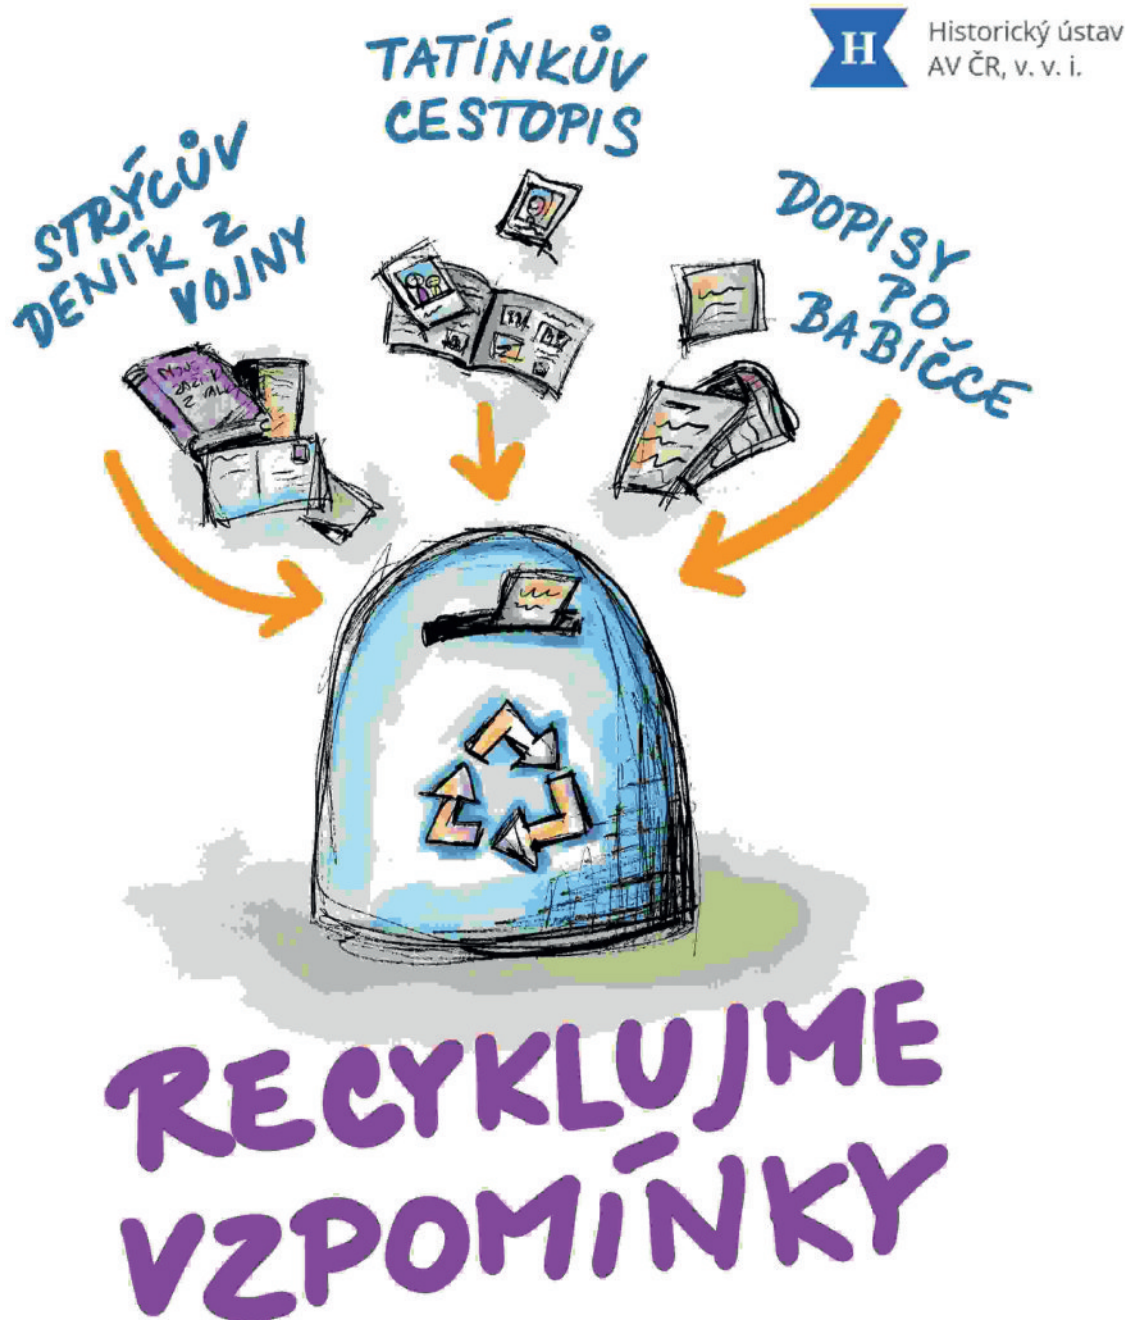 Historický ústav
AV ČR, v. v. i.
H
TATÍNKŮV
CESTOPIS
STRÝCŮV
DENÍK Z
VOJNY
DOPISY
PO
BABIČCE
RECYKLUJME
VZPOMÍNKY